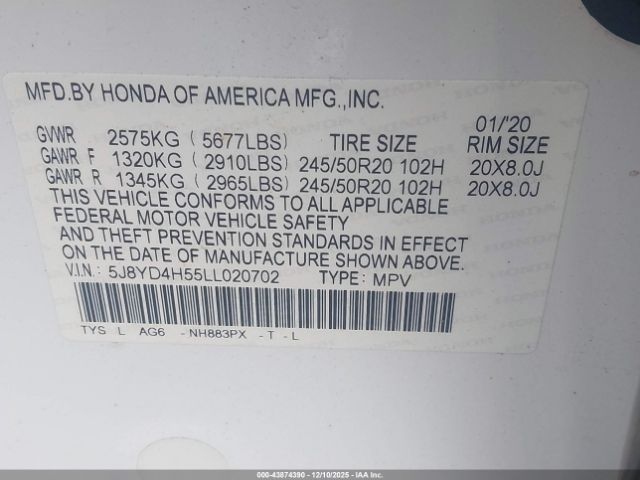 MFD.BY HONDA OF AMERICA MFG.,INC.
01/'20
GVWR 2575KG ( 5677LBS) TIRE SIZE RIM SIZE
GAWR F 1320KG ( 2910LBS) 245/50R20 102H 20X8.0J
GAWR R 1345KG ( 2965LBS) 245/50R20 102H 20X8.0J
THIS VEHICLE CONFORMS TO ALL APPLICABLE
FEDERAL MOTOR VEHICLE SAFETY
AND THEFT PREVENTION STANDARDS IN EFFECT
ON THE DATE OF MANUFACTURE SHOWN ABOVE.
V.I.N.: 5J8YD4H55LL020702 TYPE: MPV
TYS L AG6 - NH883PX - T - L
000-43874390 - 12/10/2025 - IAA Inc.